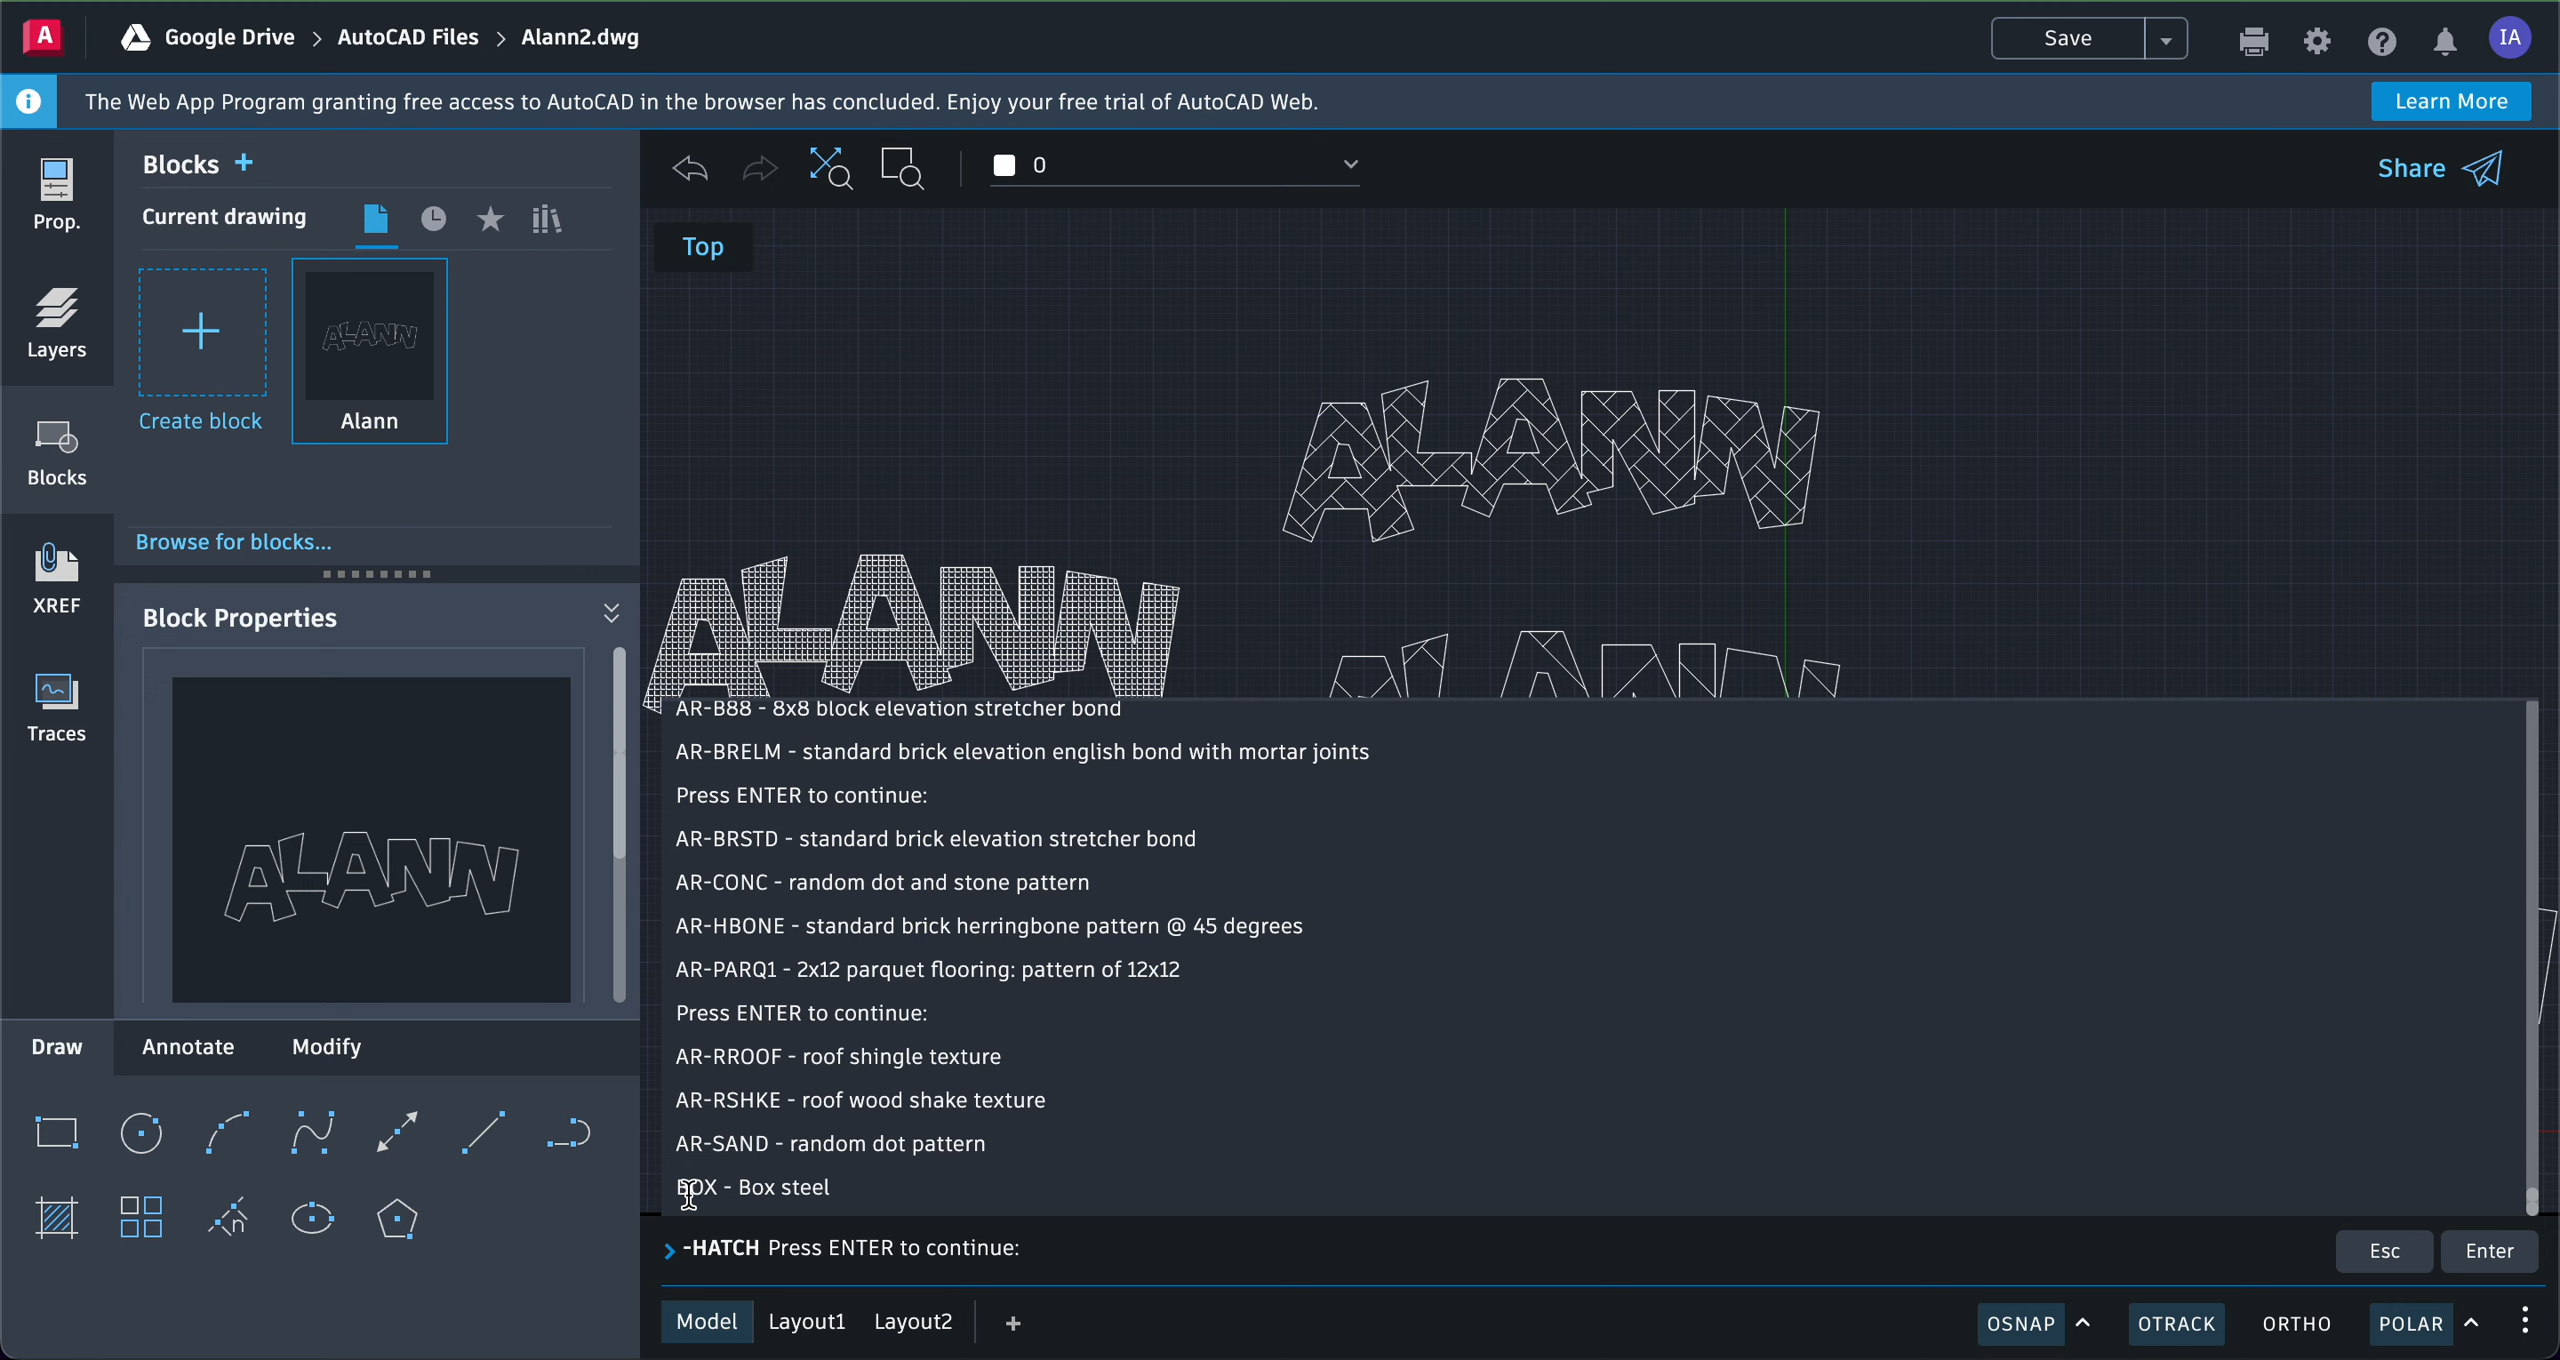 A
Google Drive > AutoCAD Files > Alann2.dwg
Save
IA
The Web App Program granting free access to AutoCAD in the browser has concluded. Enjoy your free trial of AutoCAD Web.
Learn More
Prop.
Layers
Blocks
XREF
Traces
Blocks +
Current drawing
Create block
ALANN
Alann
Browse for blocks...
Block Properties
ALANN
Draw
Annotate
Modify
0
Share
Top
ALANN
ALANN
ALANN
AR-B88 - 8x8 block elevation stretcher bond
AR-BRELM - standard brick elevation english bond with mortar joints
Press ENTER to continue:
AR-BRSTD - standard brick elevation stretcher bond
AR-CONC - random dot and stone pattern
AR-HBONE - standard brick herringbone pattern @ 45 degrees
AR-PARQ1 - 2x12 parquet flooring: pattern of 12x12
Press ENTER to continue:
AR-RROOF - roof shingle texture
AR-RSHKE - roof wood shake texture
AR-SAND - random dot pattern
BOX - Box steel
-HATCH Press ENTER to continue:
Esc
Enter
Model
Layout1
Layout2
+
OSNAP
OTRACK
ORTHO
POLAR